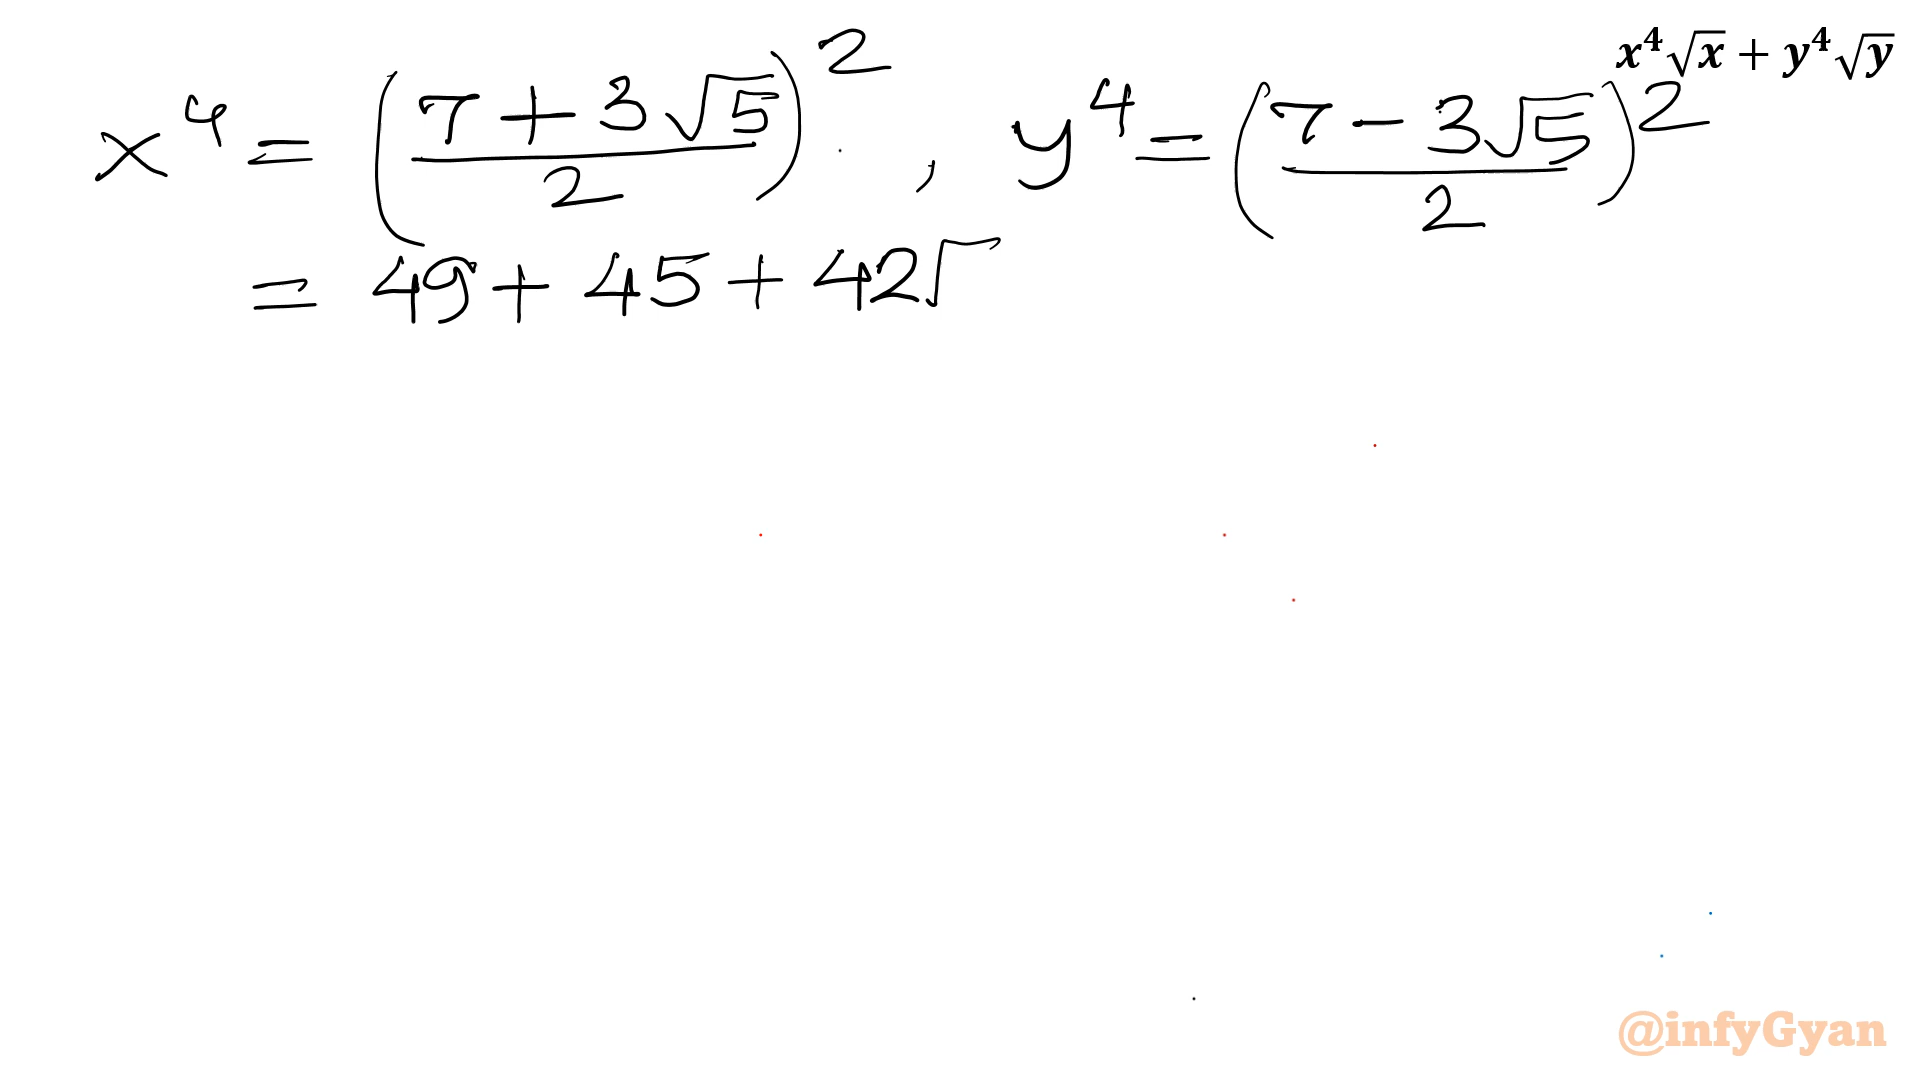 x⁴√x + y⁴√y
x⁴ = ((7 + 3√5)/2)² , y⁴ = ((7 - 3√5)/2)²
= 49 + 45 + 42√
@infyGyan